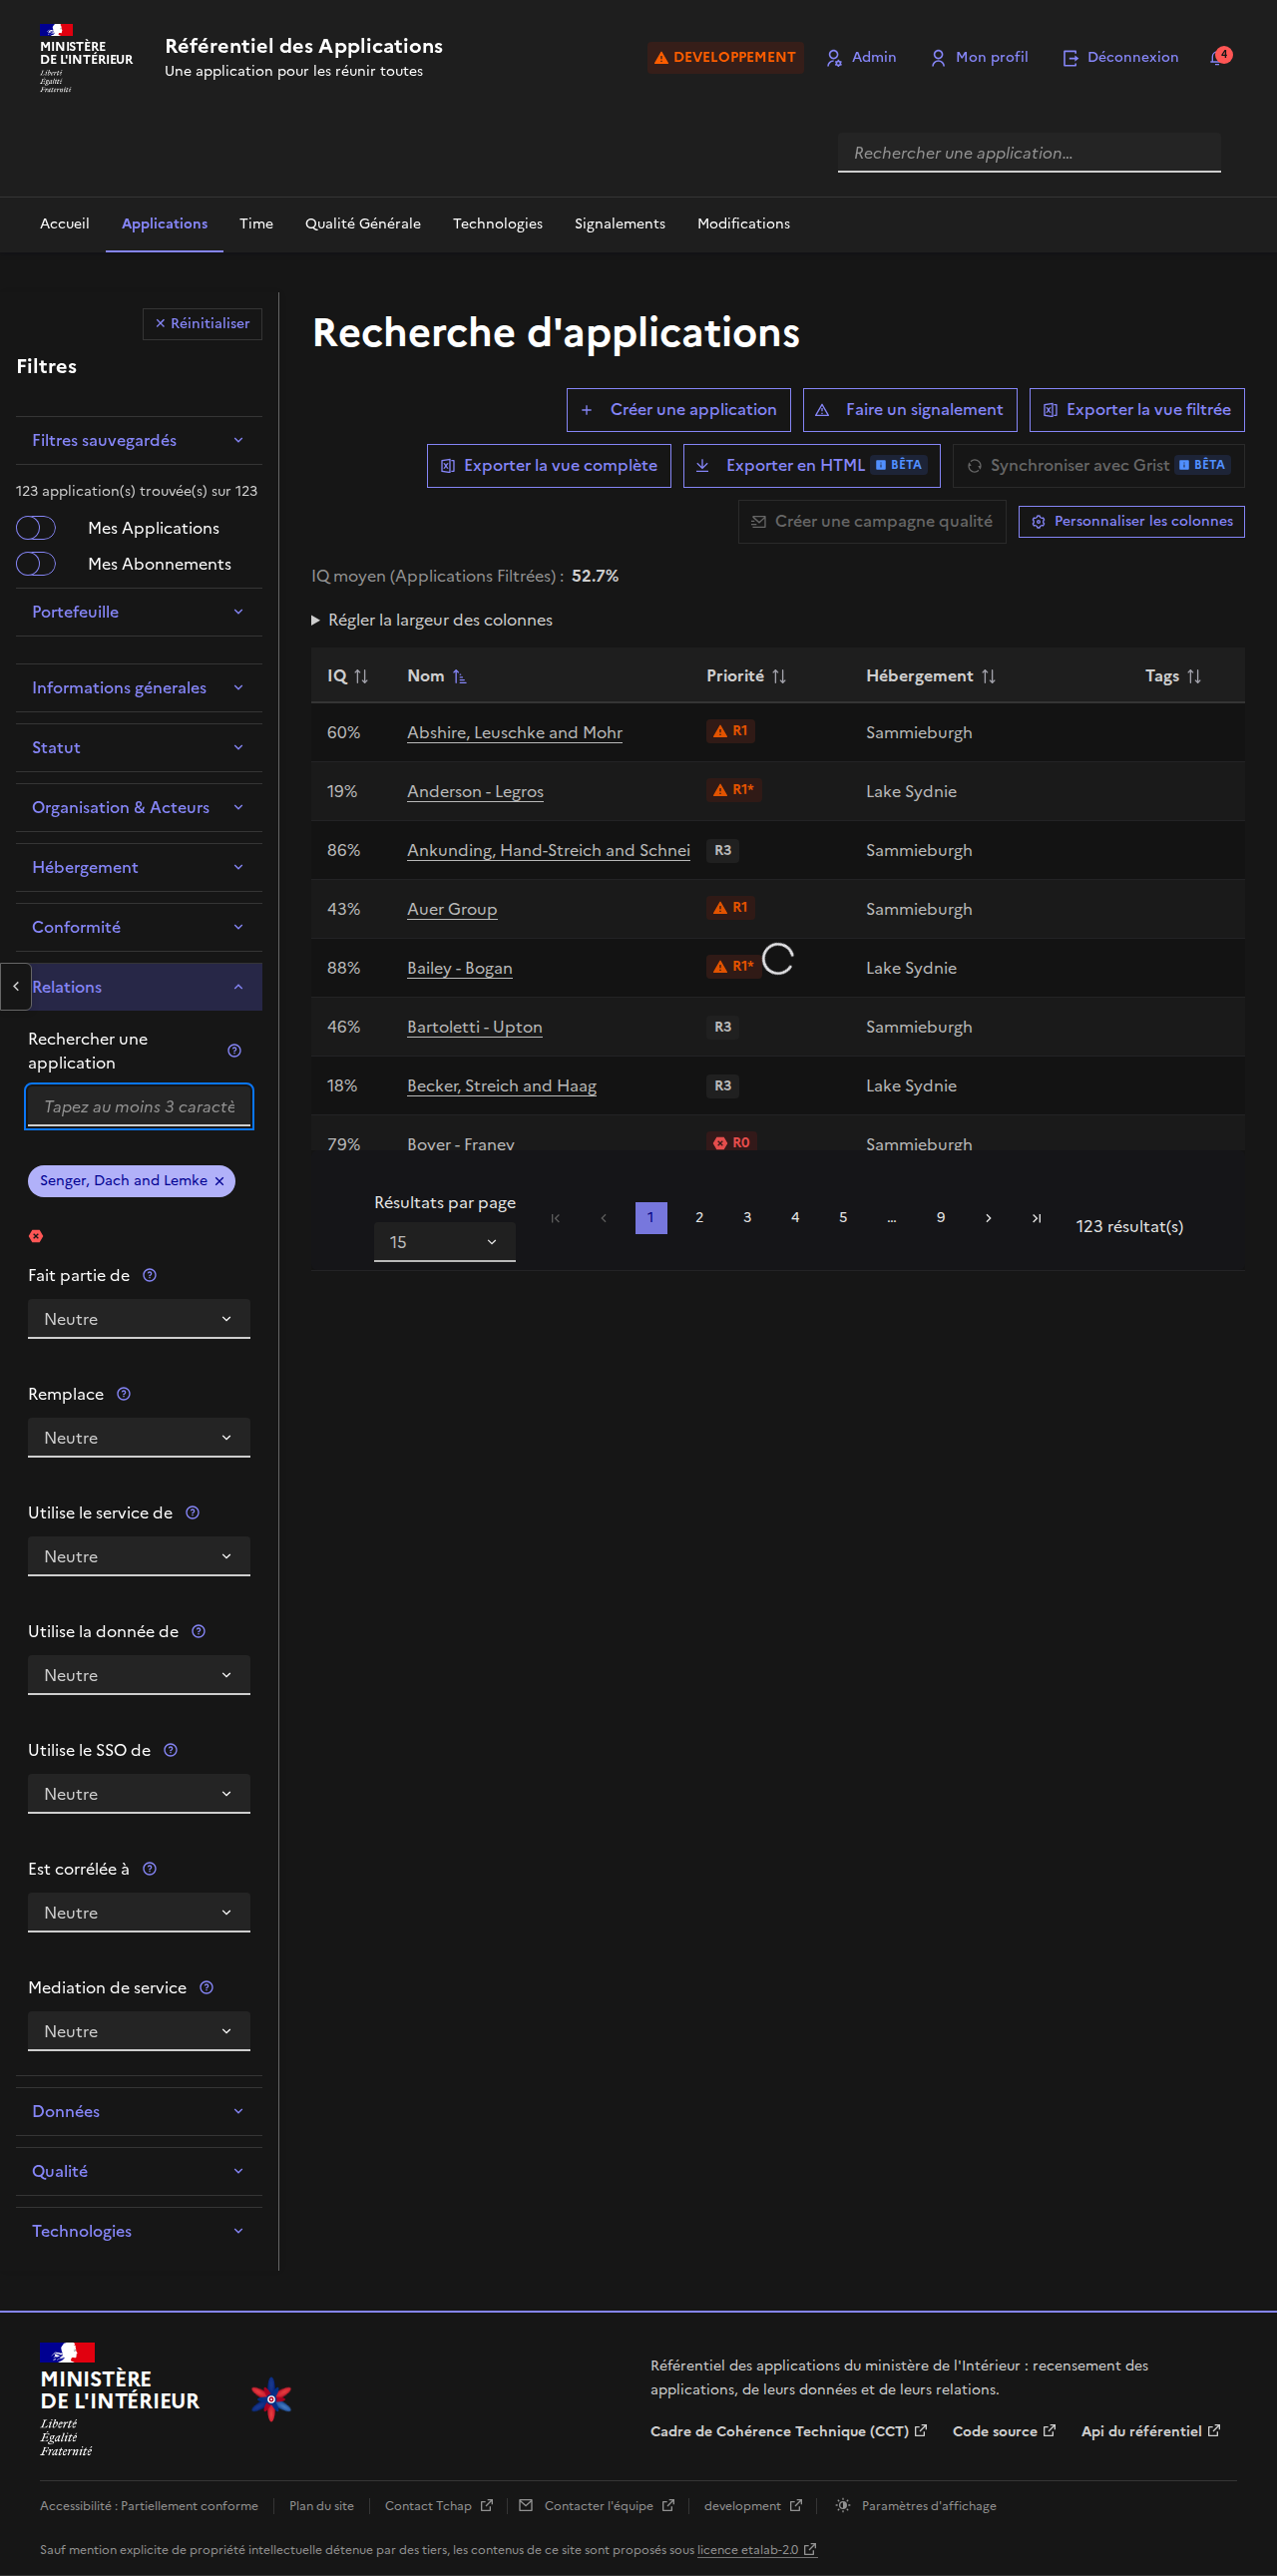 MINISTÈRE
DE L'INTÉRIEUR
Liberté
Égalité
Fraternité
Référentiel des Applications
Une application pour les réunir toutes
DEVELOPPEMENT
Admin
Mon profil
Déconnexion
4
Rechercher une application...
Accueil
Applications
Time
Qualité Générale
Technologies
Signalements
Modifications
Réinitialiser
Filtres
Filtres sauvegardés
123 application(s) trouvée(s) sur 123
Mes Applications
Mes Abonnements
Portefeuille
Informations génerales
Statut
Organisation & Acteurs
Hébergement
Conformité
Relations
Rechercher une
application
Tapez au moins 3 caractè
Senger, Dach and Lemke
Fait partie de
Neutre
Remplace
Neutre
Utilise le service de
Neutre
Utilise la donnée de
Neutre
Utilise le SSO de
Neutre
Est corrélée à
Neutre
Mediation de service
Neutre
Données
Qualité
Technologies
Recherche d'applications
Créer une application
Faire un signalement
Exporter la vue filtrée
Exporter la vue complète
Exporter en HTML BÊTA
Synchroniser avec Grist BÊTA
Créer une campagne qualité
Personnaliser les colonnes
IQ moyen (Applications Filtrées) : 52.7%
Régler la largeur des colonnes
IQ Nom Priorité Hébergement Tags
60% Abshire, Leuschke and Mohr R1 Sammieburgh
19% Anderson - Legros R1* Lake Sydnie
86% Ankunding, Hand-Streich and Schnei R3 Sammieburgh
43% Auer Group R1 Sammieburgh
88% Bailey - Bogan R1* Lake Sydnie
46% Bartoletti - Upton R3 Sammieburgh
18% Becker, Streich and Haag R3 Lake Sydnie
79% Boyer - Franey R0 Sammieburgh
Résultats par page
15
1 2 3 4 5 … 9
123 résultat(s)
MINISTÈRE
DE L'INTÉRIEUR
Liberté
Égalité
Fraternité
Référentiel des applications du ministère de l'Intérieur : recensement des
applications, de leurs données et de leurs relations.
Cadre de Cohérence Technique (CCT)
Code source
Api du référentiel
Accessibilité : Partiellement conforme
Plan du site
Contact Tchap
Contacter l'équipe
development
Paramètres d'affichage
Sauf mention explicite de propriété intellectuelle détenue par des tiers, les contenus de ce site sont proposés sous licence etalab-2.0